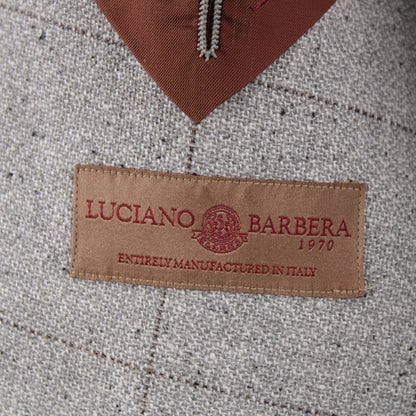 LUCIANO BARBERA
1970
ENTIRELY MANUFACTURED IN ITALY